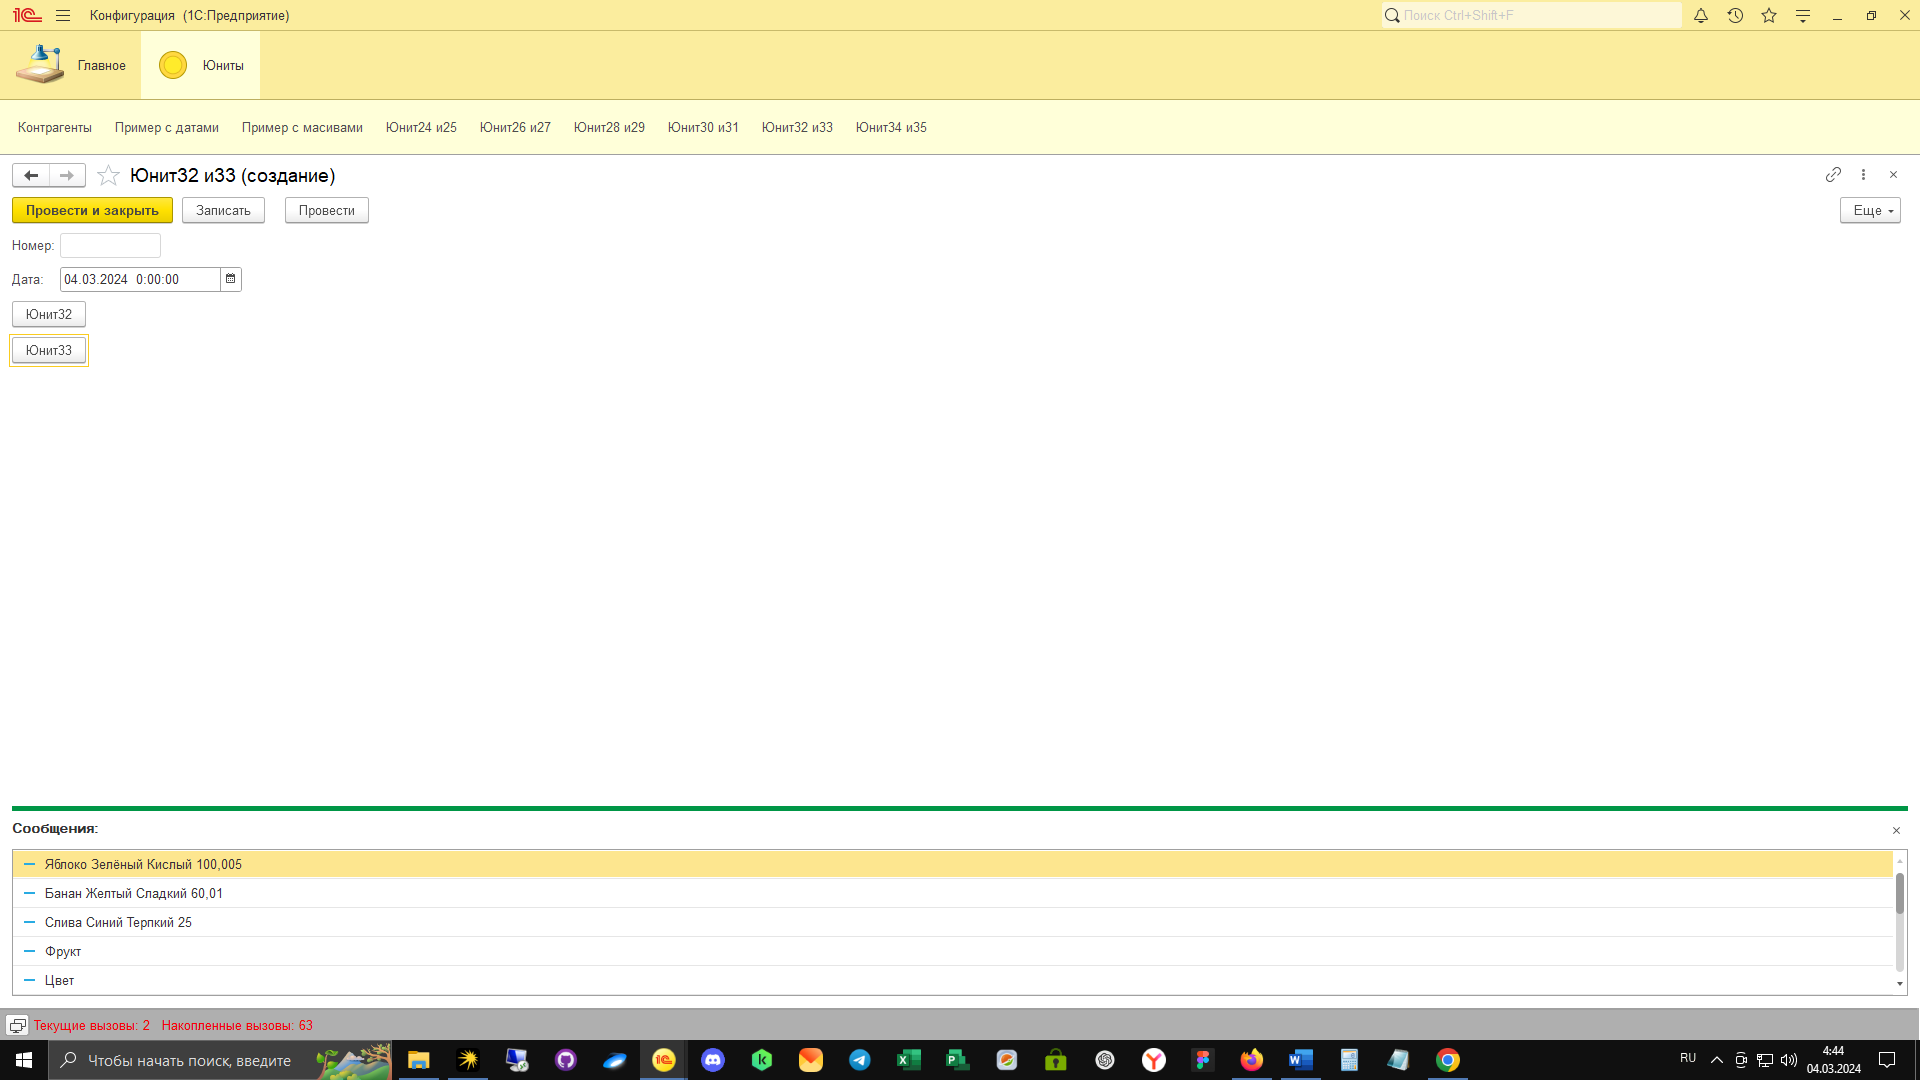 Конфигурация (1С:Предприятие)
Поиск Ctrl+Shift+F
Главное
Юниты
Контрагенты Пример с датами Пример с масивами Юнит24 и25 Юнит26 и27 Юнит28 и29 Юнит30 и31 Юнит32 и33 Юнит34 и35
Юнит32 и33 (создание)
Провести и закрыть Записать Провести Еще
Номер:
Дата: 04.03.2024 0:00:00
Юнит32
Юнит33
Сообщения:
Яблоко Зелёный Кислый 100,005
Банан Желтый Сладкий 60,01
Слива Синий Терпкий 25
Фрукт
Цвет
Текущие вызовы: 2 Накопленные вызовы: 63
Чтобы начать поиск, введите
RU
4:44
04.03.2024